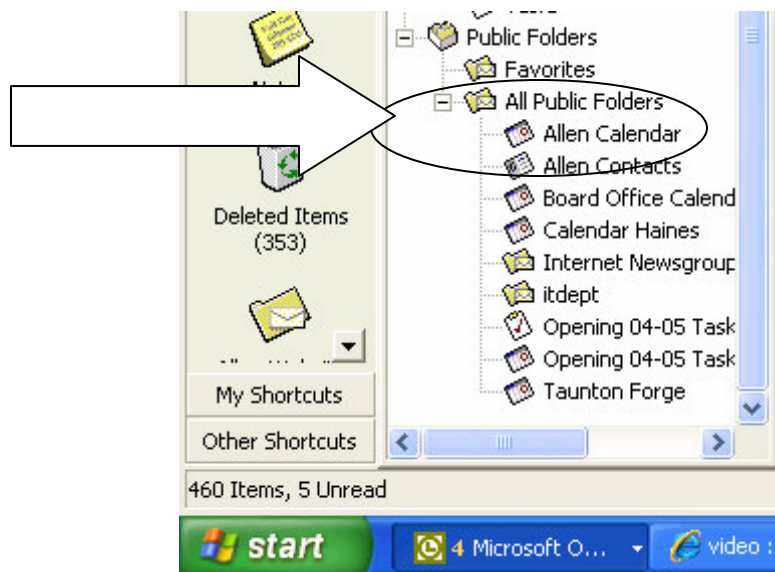 Public Folders
Favorites
All Public Folders
Allen Calendar
Allen Contacts
Board Office Calend
Calendar Haines
Internet Newsgroup
itdept
Opening 04-05 Task
Opening 04-05 Task
Taunton Forge
Deleted Items
(353)
My Shortcuts
Other Shortcuts
460 Items, 5 Unread
start
4 Microsoft O...
video :